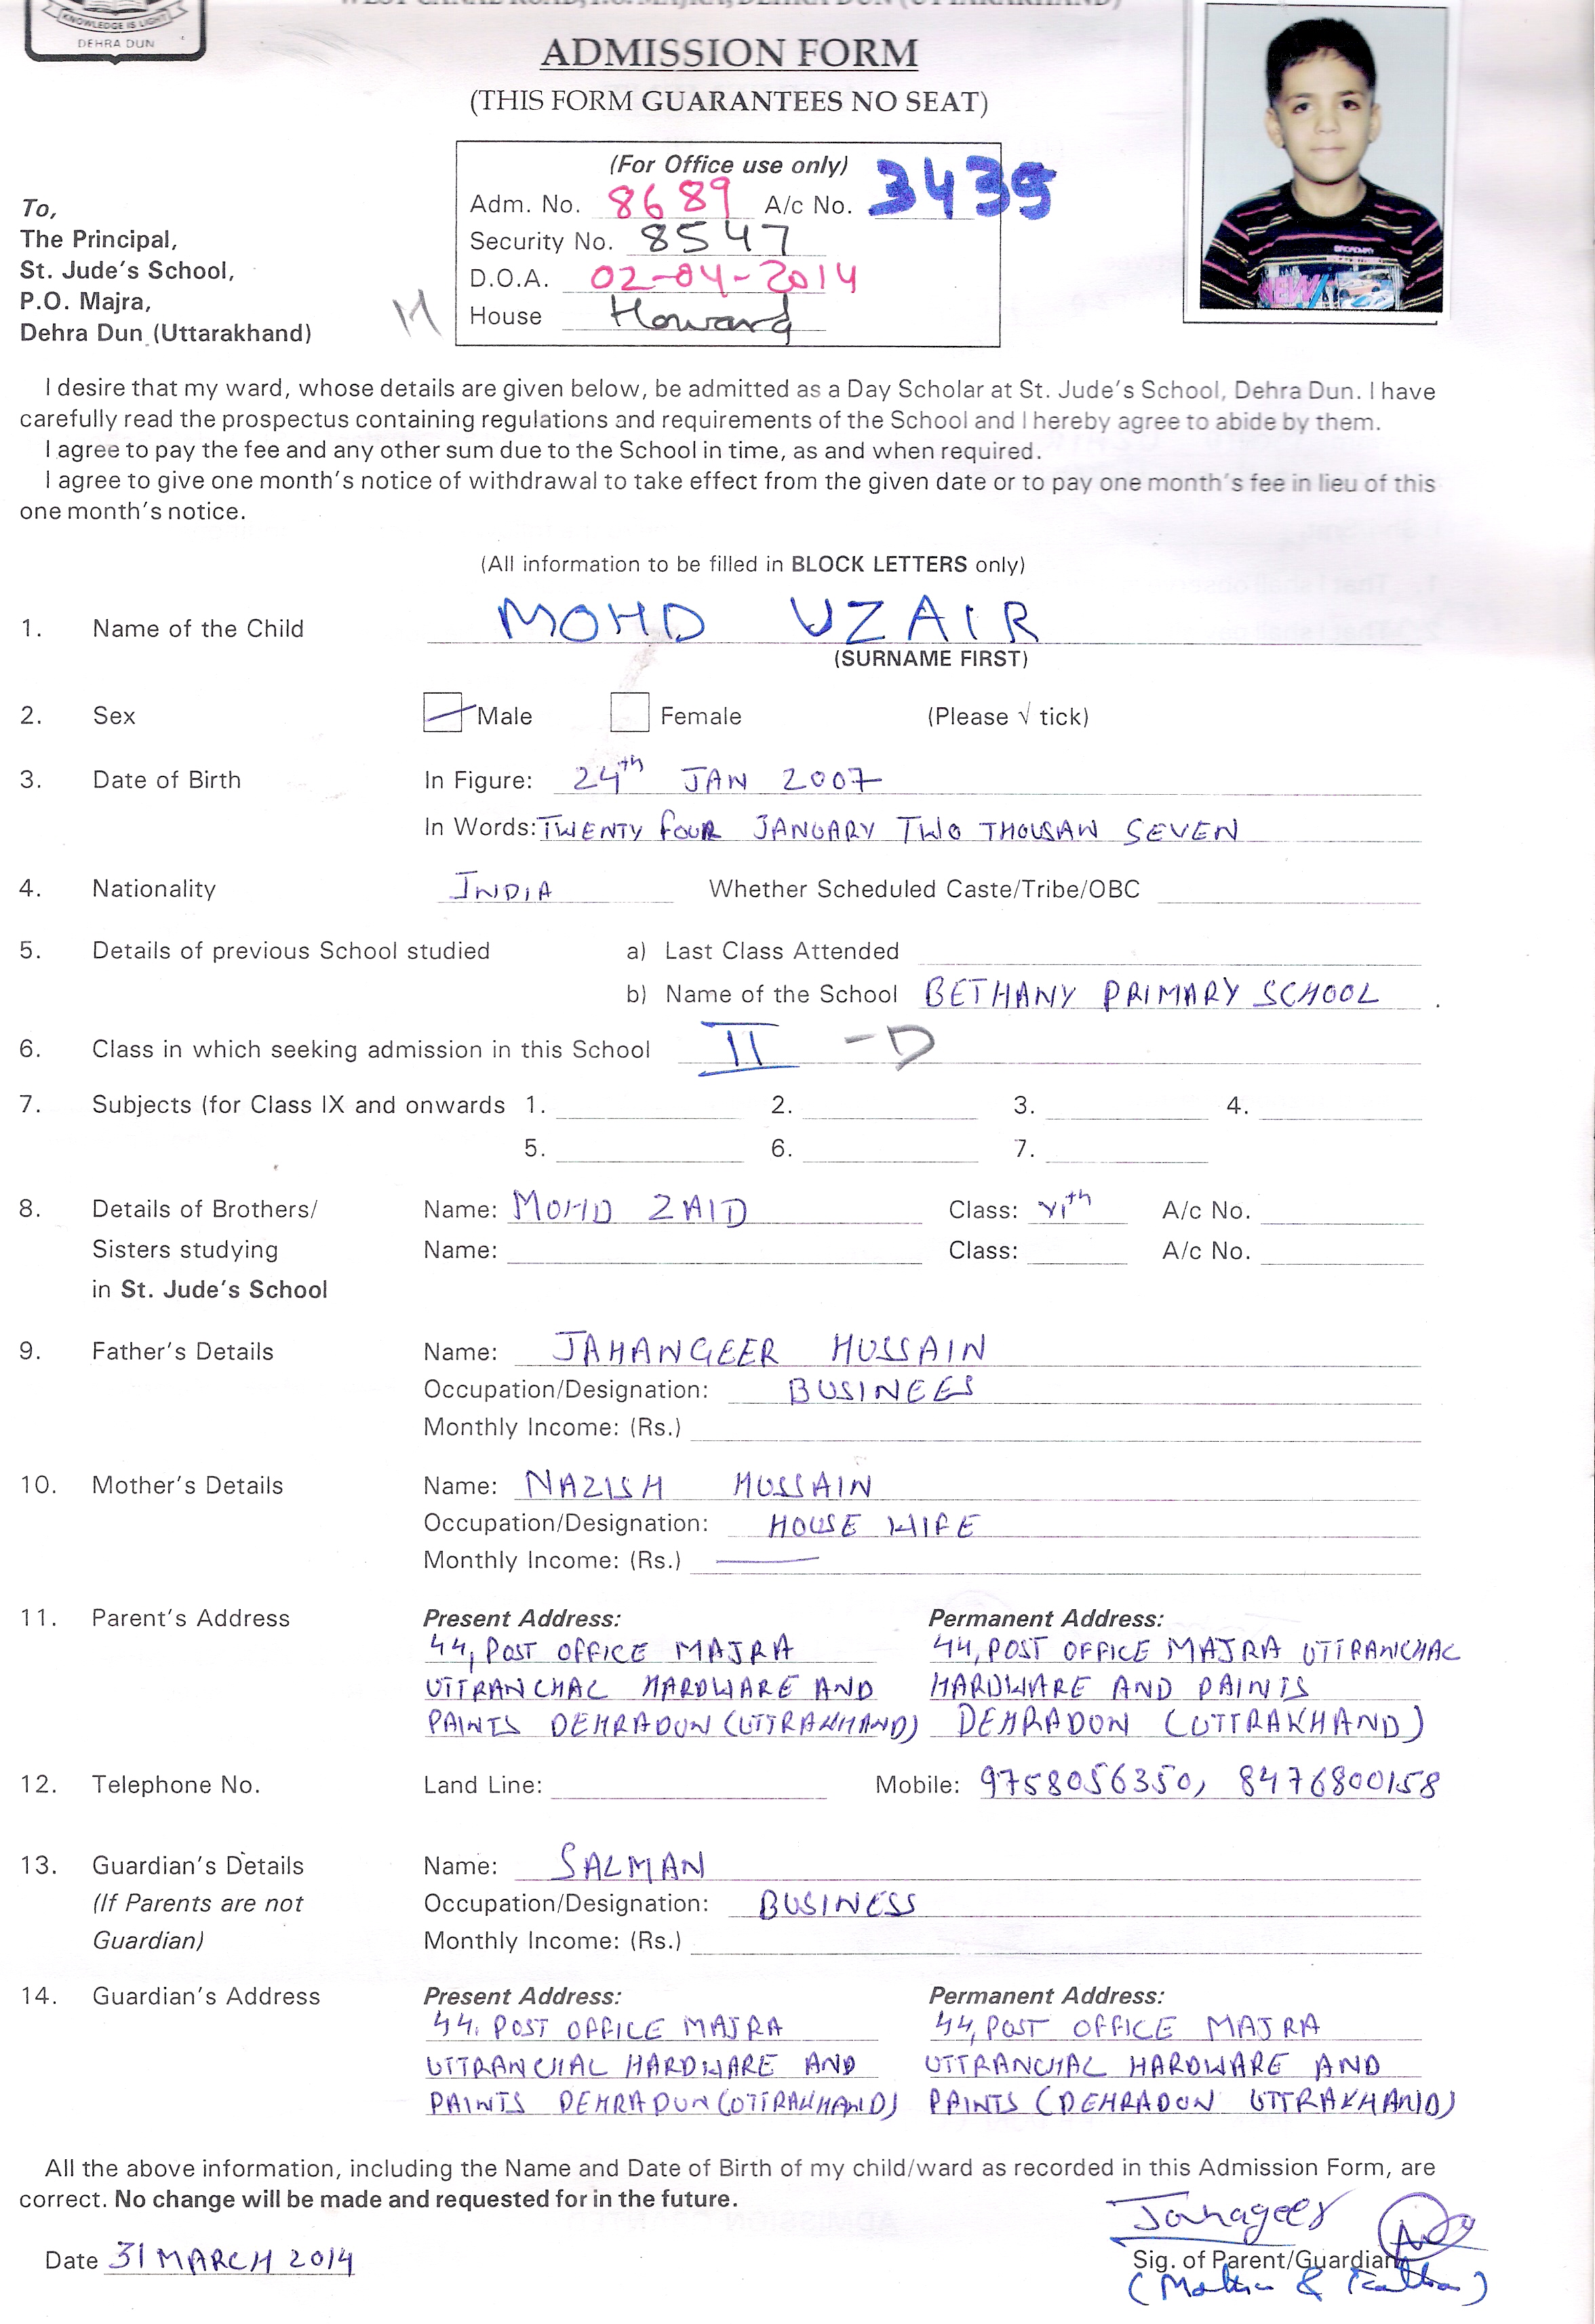 KNOWLEDGE IS LIGHT
DEHRA DUN
ADMISSION FORM
(THIS FORM GUARANTEES NO SEAT)
(For Office use only)
Adm. No. 8689 A/c No. 3435
Security No. 8547
D.O.A. 02-04-2014
House Howard
To,
The Principal,
St. Jude's School,
P.O. Majra,
Dehra Dun (Uttarakhand)
M
I desire that my ward, whose details are given below, be admitted as a Day Scholar at St. Jude's School, Dehra Dun. I have
carefully read the prospectus containing regulations and requirements of the School and I hereby agree to abide by them.
I agree to pay the fee and any other sum due to the School in time, as and when required.
I agree to give one month's notice of withdrawal to take effect from the given date or to pay one month's fee in lieu of this
one month's notice.
(All information to be filled in BLOCK LETTERS only)
1. Name of the Child MOHD UZAIR
(SURNAME FIRST)
2. Sex Male Female (Please √ tick)
3. Date of Birth In Figure: 24th JAN 2007
In Words: TWENTY FOUR JANUARY TWO THOUSAN SEVEN
4. Nationality INDIA Whether Scheduled Caste/Tribe/OBC
5. Details of previous School studied a) Last Class Attended
b) Name of the School BETHANY PRIMARY SCHOOL
6. Class in which seeking admission in this School II -D
7. Subjects (for Class IX and onwards 1. 2. 3. 4.
5. 6. 7.
8. Details of Brothers/ Name: MOHD ZAID Class: VIth A/c No.
Sisters studying Name: Class: A/c No.
in St. Jude's School
9. Father's Details Name: JAHANGEER HUSSAIN
Occupation/Designation: BUSINEES
Monthly Income: (Rs.)
10. Mother's Details Name: NAZISH HUSSAIN
Occupation/Designation: HOUSE WIFE
Monthly Income: (Rs.) —
11. Parent's Address Present Address: Permanent Address:
44, POST OFFICE MAJRA 44, POST OFFICE MAJRA UTTRANCHAL
UTTRANCHAL HARDWARE AND HARDWARE AND PAINTS
PAINTS DEHRADUN (UTTRAKHAND) DEHRADUN (UTTRAKHAND)
12. Telephone No. Land Line: Mobile: 9758056350, 8476800158
13. Guardian's Details Name: SALMAN
(If Parents are not Occupation/Designation: BUSINESS
Guardian) Monthly Income: (Rs.)
14. Guardian's Address Present Address: Permanent Address:
44. POST OFFICE MAJRA 44, POST OFFICE MAJRA
UTTRANCHAL HARDWARE AND UTTRANCHAL HARDWARE AND
PAINTS DEHRADUN (UTTRAKHAND) PAINTS (DEHRADUN UTTRAKHAND)
All the above information, including the Name and Date of Birth of my child/ward as recorded in this Admission Form, are
correct. No change will be made and requested for in the future.
Jahageer
Date 31 MARCH 2014 Sig. of Parent/Guardian
(Mother & Father)